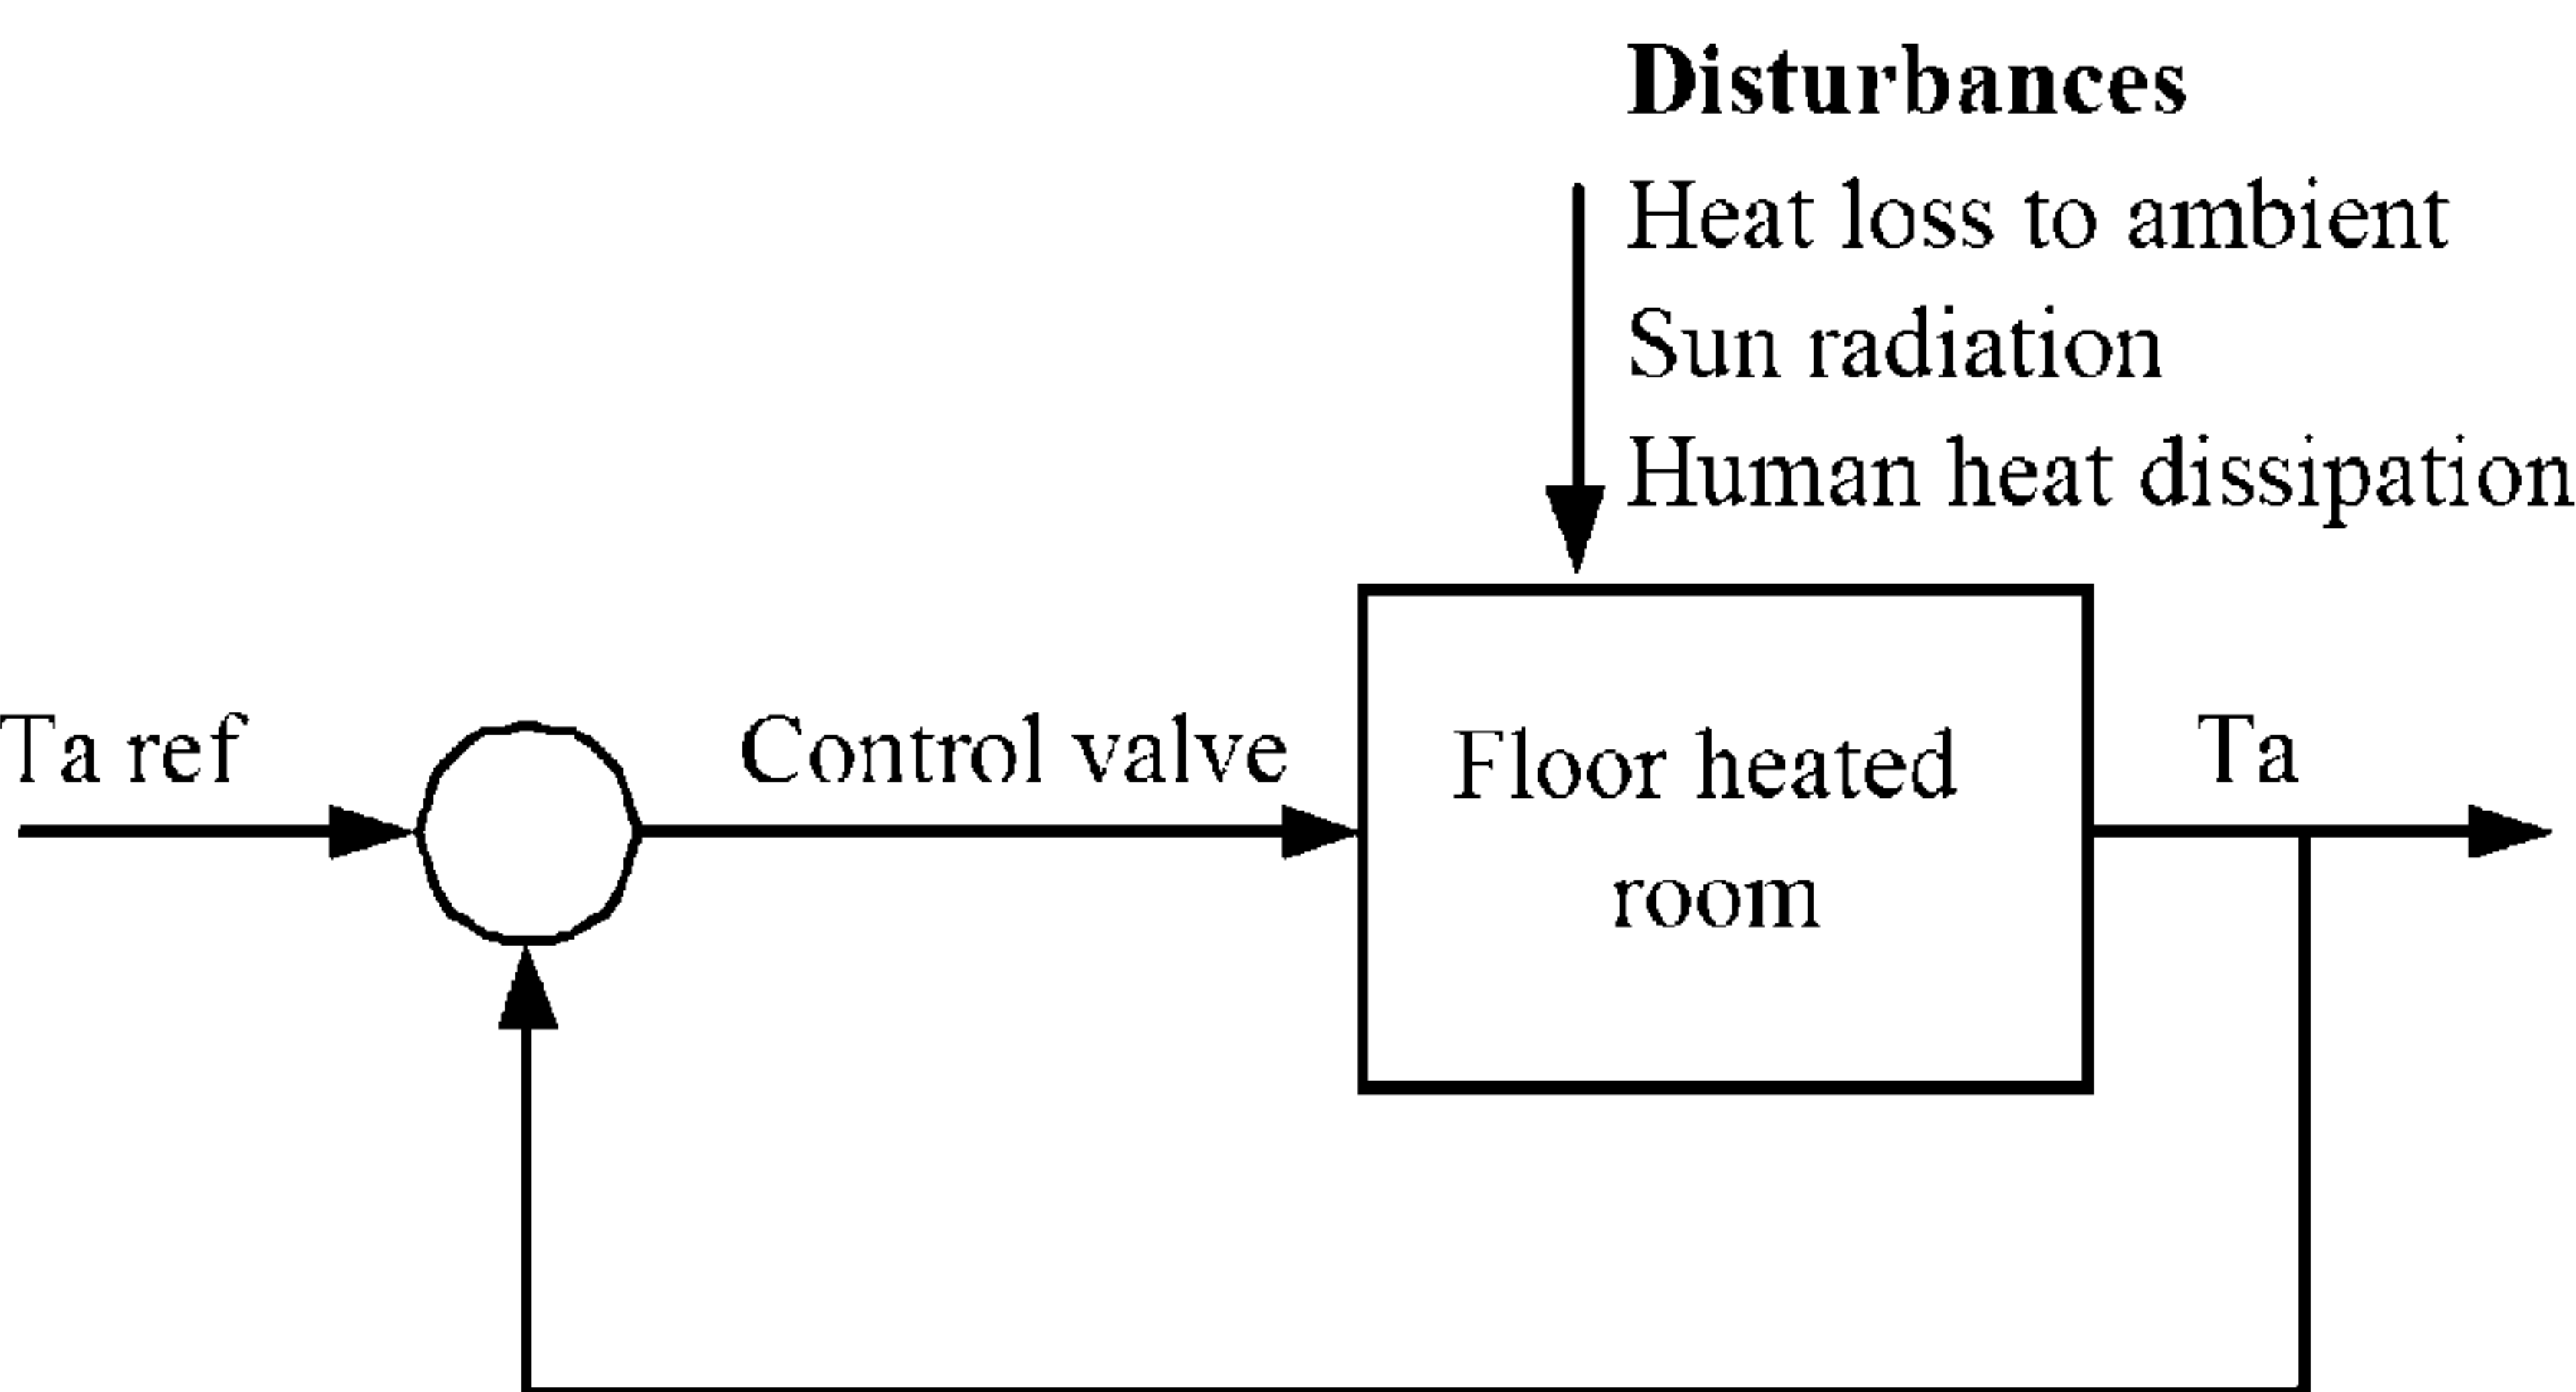 Disturbances
Heat loss to ambient
Sun radiation
Human heat dissipation
Ta ref
Control valve
Floor heated
room
Ta